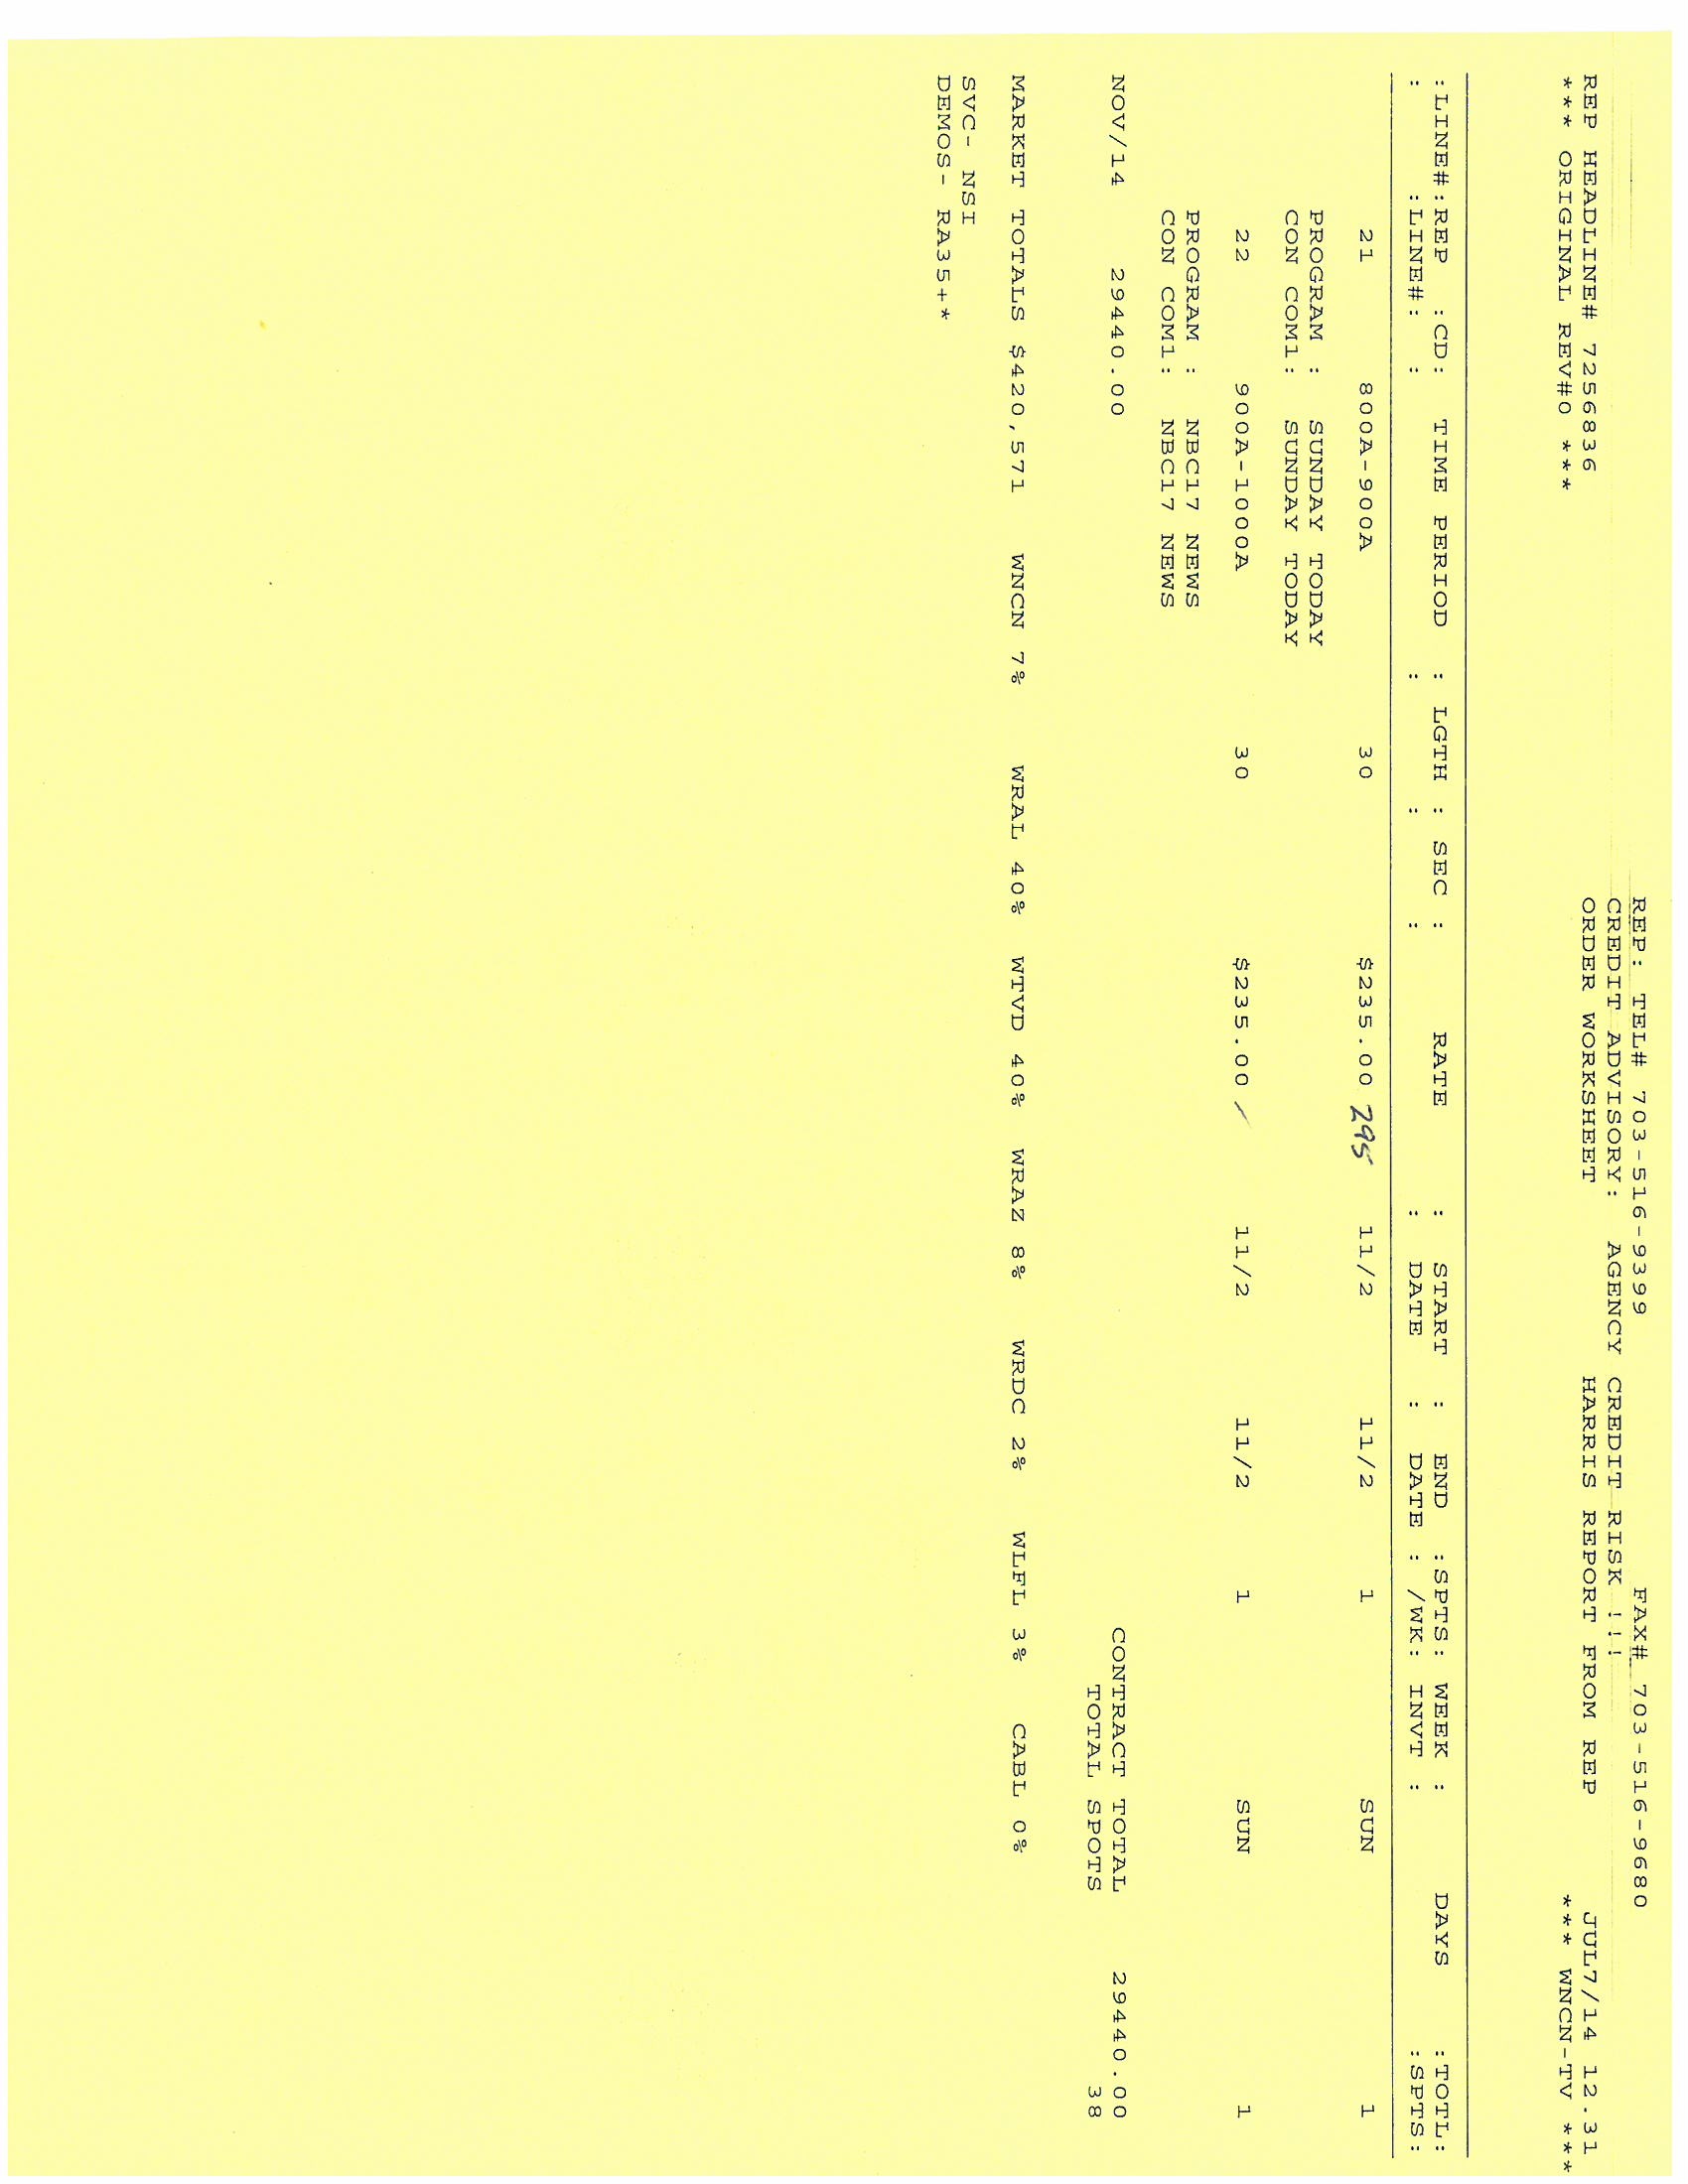 REP: TEL# 703-516-9399 FAX# 703-516-9680
CREDIT ADVISORY: AGENCY CREDIT RISK !!!
REP HEADLINE# 7256836 ORDER WORKSHEET HARRIS REPORT FROM REP JUL7/14 12.31
*** ORIGINAL REV#0 *** *** WNCN-TV ***
:LINE#:REP :CD: TIME PERIOD : LGTH : SEC : RATE : START : END :SPTS: WEEK : DAYS :TOTL:
: :LINE#: : : : : : DATE : DATE : /WK: INVT : :SPTS:
21 800A-900A 30 $235.00 295 11/2 11/2 1 SUN 1
PROGRAM : SUNDAY TODAY
CON COM1: SUNDAY TODAY
22 900A-1000A 30 $235.00 / 11/2 11/2 1 SUN 1
PROGRAM : NBC17 NEWS
CON COM1: NBC17 NEWS
NOV/14 29440.00 CONTRACT TOTAL 29440.00
TOTAL SPOTS 38
MARKET TOTALS $420,571 WNCN 7% WRAL 40% WTVD 40% WRAZ 8% WRDC 2% WLFL 3% CABL 0%
SVC- NSI
DEMOS- RA35+*